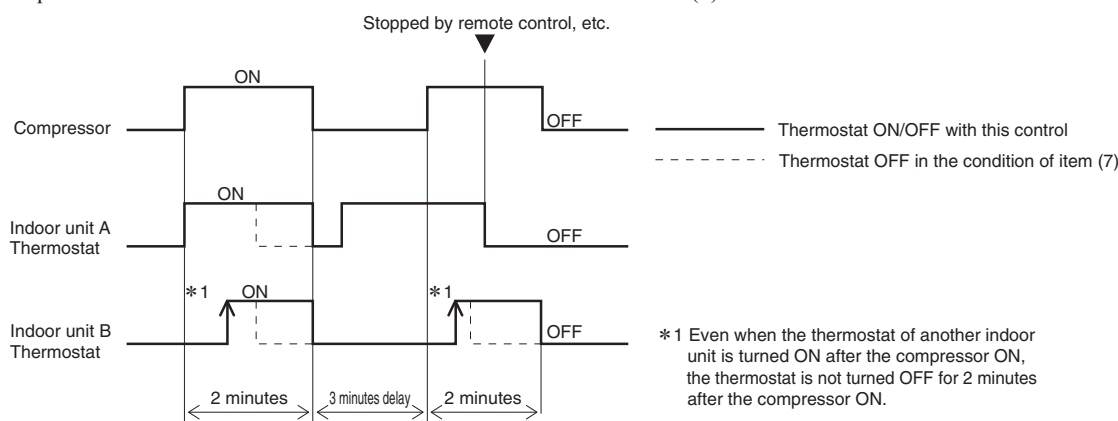 Stopped by remote control, etc.
ON
Compressor
OFF
Thermostat ON/OFF with this control
Thermostat OFF in the condition of item (7)
ON
Indoor unit A
Thermostat
OFF
*1
ON
*1
Indoor unit B
Thermostat
OFF
*1 Even when the thermostat of another indoor
unit is turned ON after the compressor ON,
the thermostat is not turned OFF for 2 minutes
after the compressor ON.
2 minutes
3 minutes delay
2 minutes